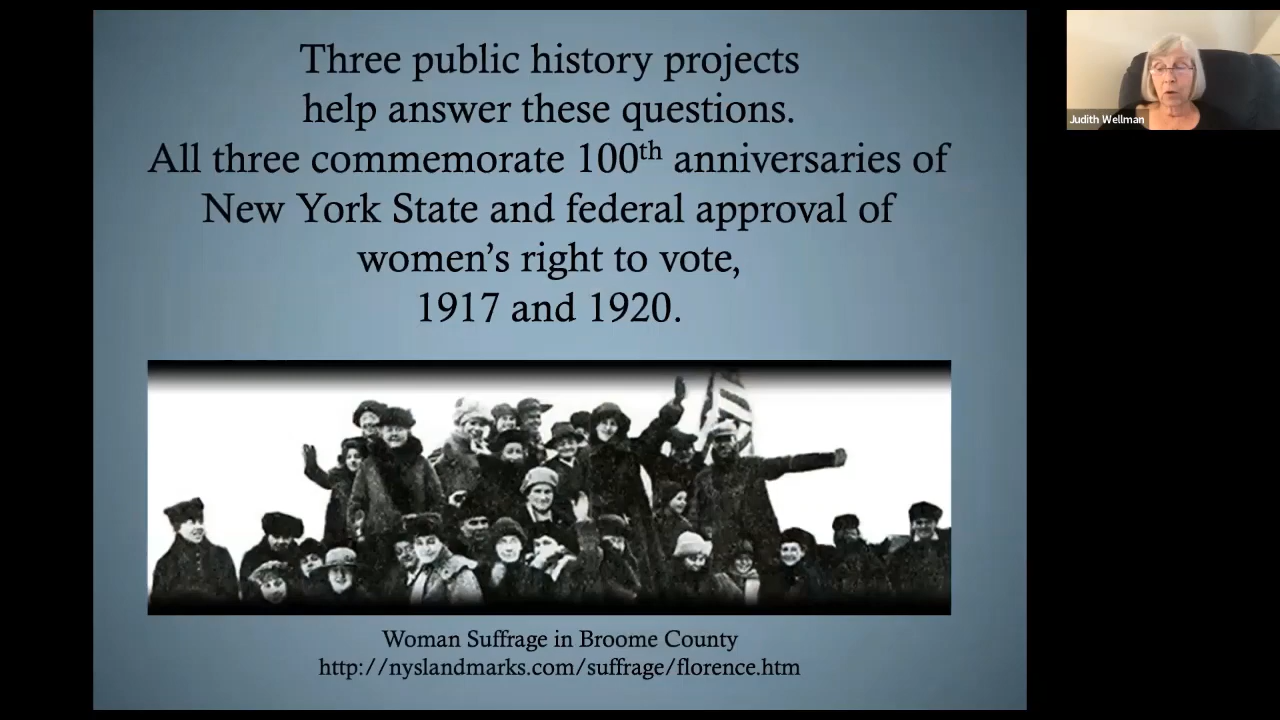 Three public history projects
help answer these questions.
All three commemorate 100th anniversaries of
New York State and federal approval of
women's right to vote,
1917 and 1920.
Woman Suffrage in Broome County
http://nyslandmarks.com/suffrage/florence.htm
Judith Wellman